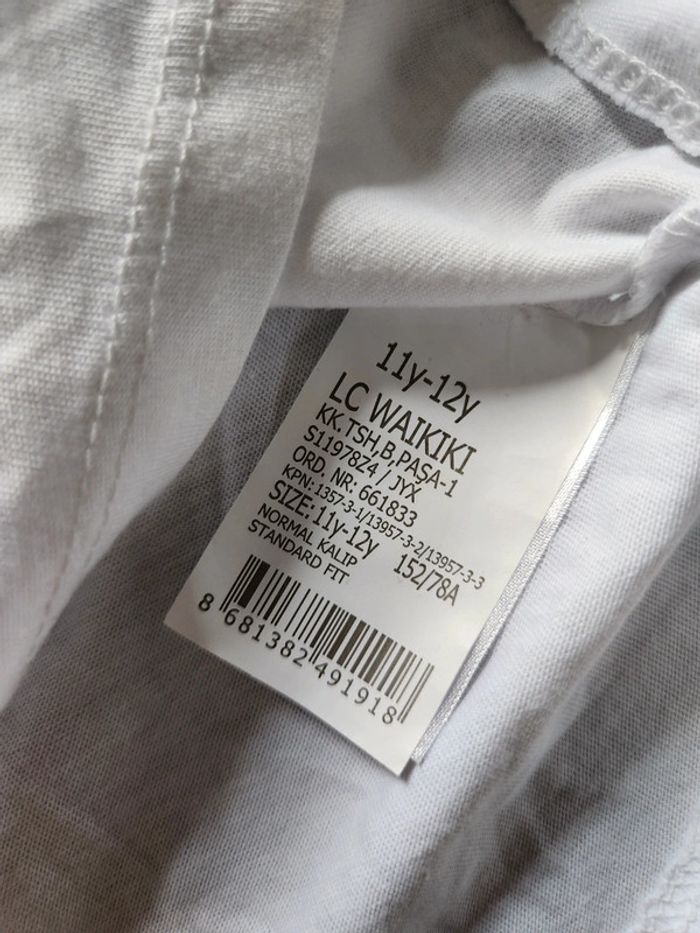 11y-12y
LC WAIKIKI
KK.TSH,B,PAŞA-1
S11978Z4 / JYX
ORD. NR: 661833
KPN: 1357-3-1/13957-3-2/13957-3-3
SIZE:11y-12y 152/78A
NORMAL KALIP
STANDARD FIT
8 681382 491918